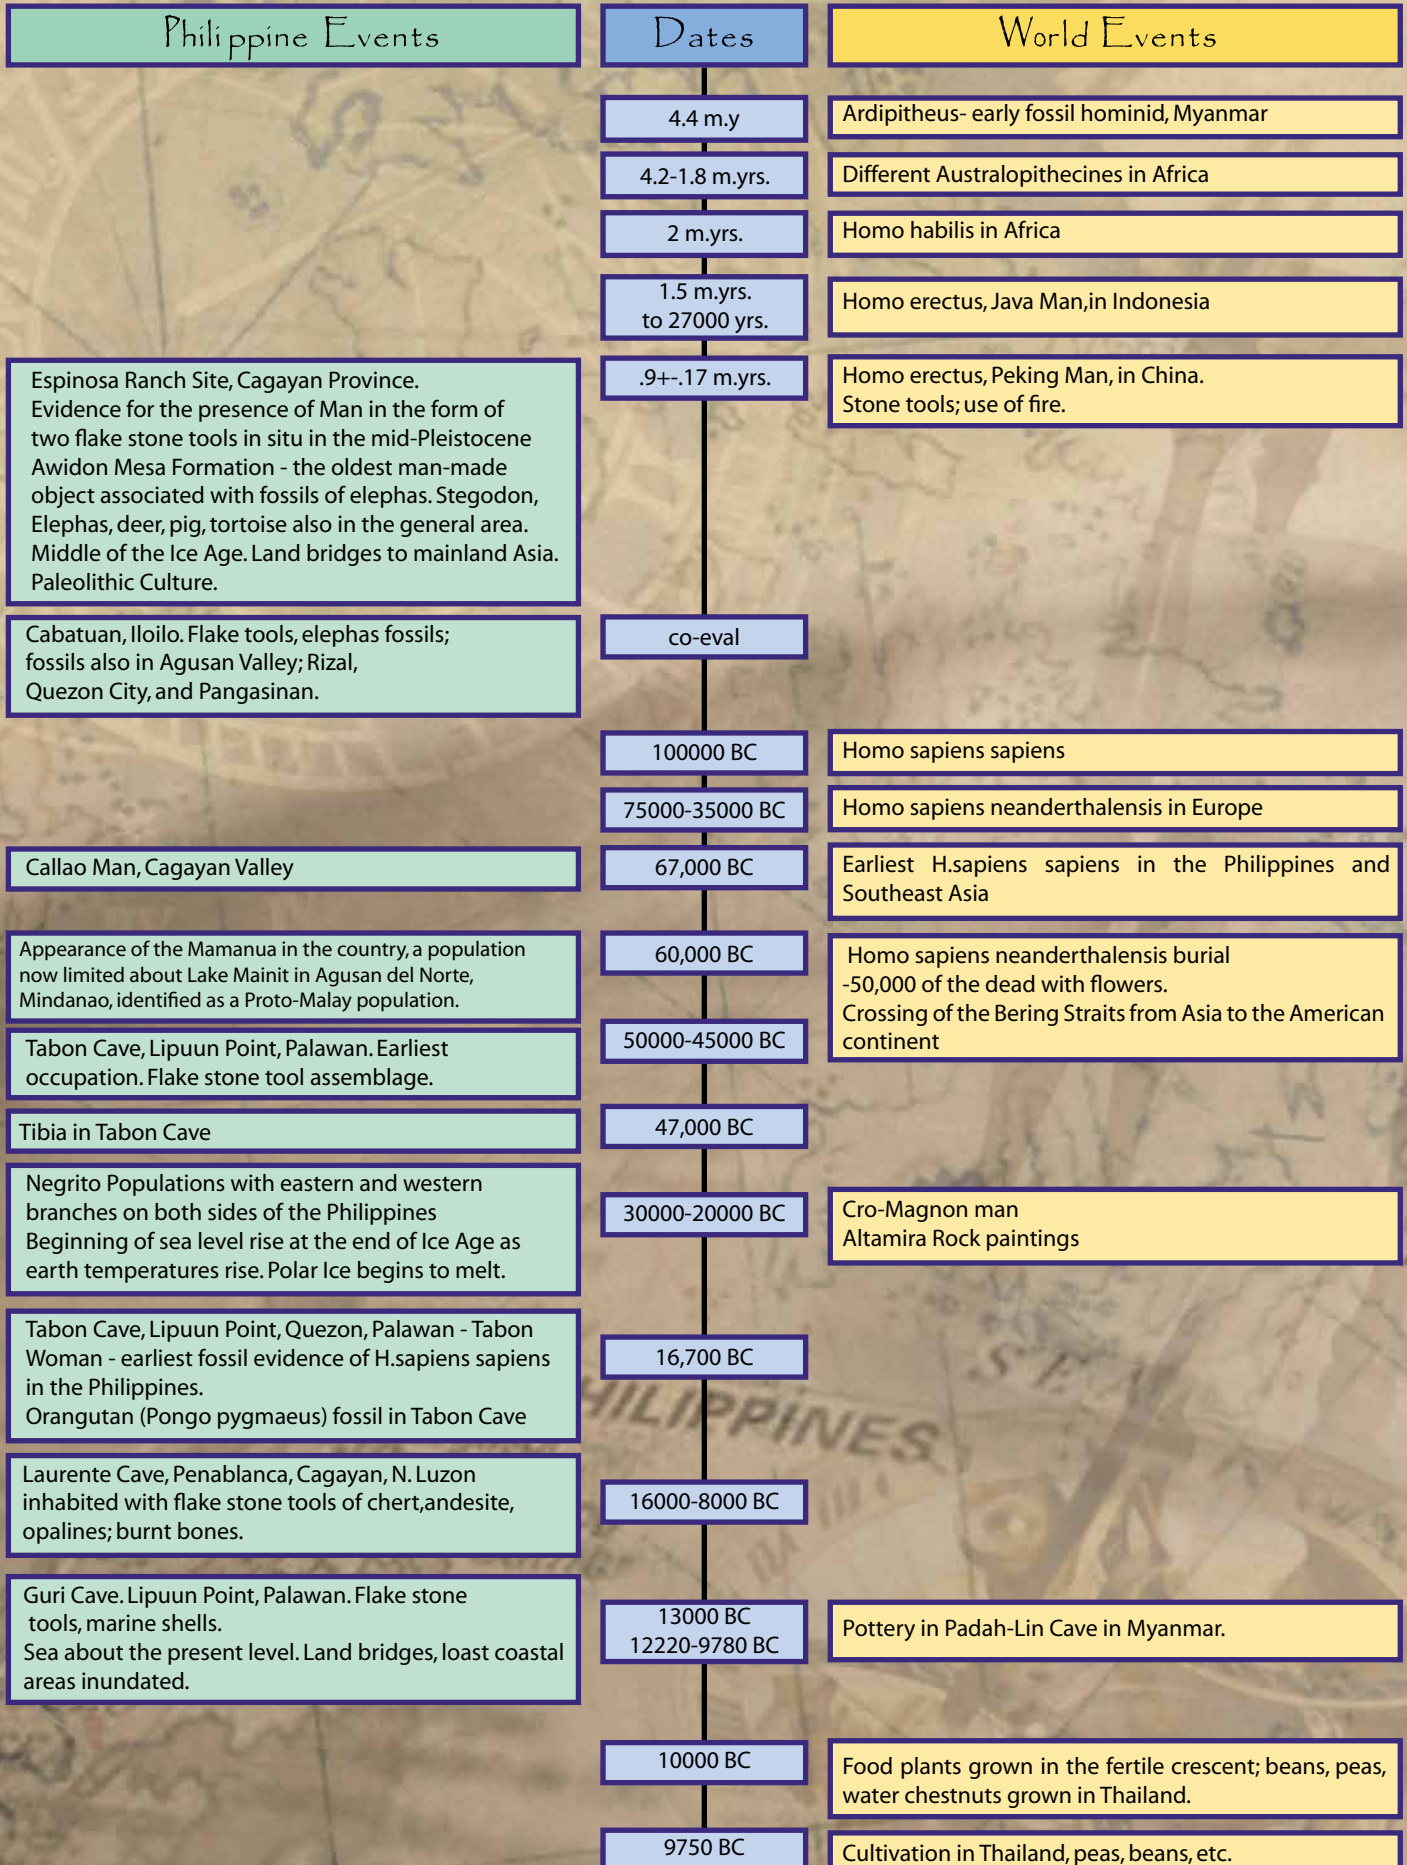 Philippine Events
Dates
World Events
4.4 m.y
Ardipitheus- early fossil hominid, Myanmar
4.2-1.8 m.yrs.
Different Australopithecines in Africa
2 m.yrs.
Homo habilis in Africa
1.5 m.yrs.
to 27000 yrs.
Homo erectus, Java Man,in Indonesia
Espinosa Ranch Site, Cagayan Province.
Evidence for the presence of Man in the form of
two flake stone tools in situ in the mid-Pleistocene
Awidon Mesa Formation - the oldest man-made
object associated with fossils of elephas. Stegodon,
Elephas, deer, pig, tortoise also in the general area.
Middle of the Ice Age. Land bridges to mainland Asia.
Paleolithic Culture.
.9+-.17 m.yrs.
Homo erectus, Peking Man, in China.
Stone tools; use of fire.
Cabatuan, Iloilo. Flake tools, elephas fossils;
fossils also in Agusan Valley; Rizal,
Quezon City, and Pangasinan.
co-eval
100000 BC
Homo sapiens sapiens
75000-35000 BC
Homo sapiens neanderthalensis in Europe
Callao Man, Cagayan Valley
67,000 BC
Earliest H.sapiens sapiens in the Philippines and
Southeast Asia
Appearance of the Mamanua in the country, a population
now limited about Lake Mainit in Agusan del Norte,
Mindanao, identified as a Proto-Malay population.
60,000 BC
Homo sapiens neanderthalensis burial
-50,000 of the dead with flowers.
Crossing of the Bering Straits from Asia to the American
continent
Tabon Cave, Lipuun Point, Palawan. Earliest
occupation. Flake stone tool assemblage.
50000-45000 BC
Tibia in Tabon Cave
47,000 BC
Negrito Populations with eastern and western
branches on both sides of the Philippines
Beginning of sea level rise at the end of Ice Age as
earth temperatures rise. Polar Ice begins to melt.
30000-20000 BC
Cro-Magnon man
Altamira Rock paintings
Tabon Cave, Lipuun Point, Quezon, Palawan - Tabon
Woman - earliest fossil evidence of H.sapiens sapiens
in the Philippines.
Orangutan (Pongo pygmaeus) fossil in Tabon Cave
16,700 BC
SEA
HILIPPINES
Laurente Cave, Penablanca, Cagayan, N. Luzon
inhabited with flake stone tools of chert,andesite,
opalines; burnt bones.
16000-8000 BC
Guri Cave. Lipuun Point, Palawan. Flake stone
tools, marine shells.
Sea about the present level. Land bridges, loast coastal
areas inundated.
13000 BC
12220-9780 BC
Pottery in Padah-Lin Cave in Myanmar.
10000 BC
Food plants grown in the fertile crescent; beans, peas,
water chestnuts grown in Thailand.
9750 BC
Cultivation in Thailand, peas, beans, etc.